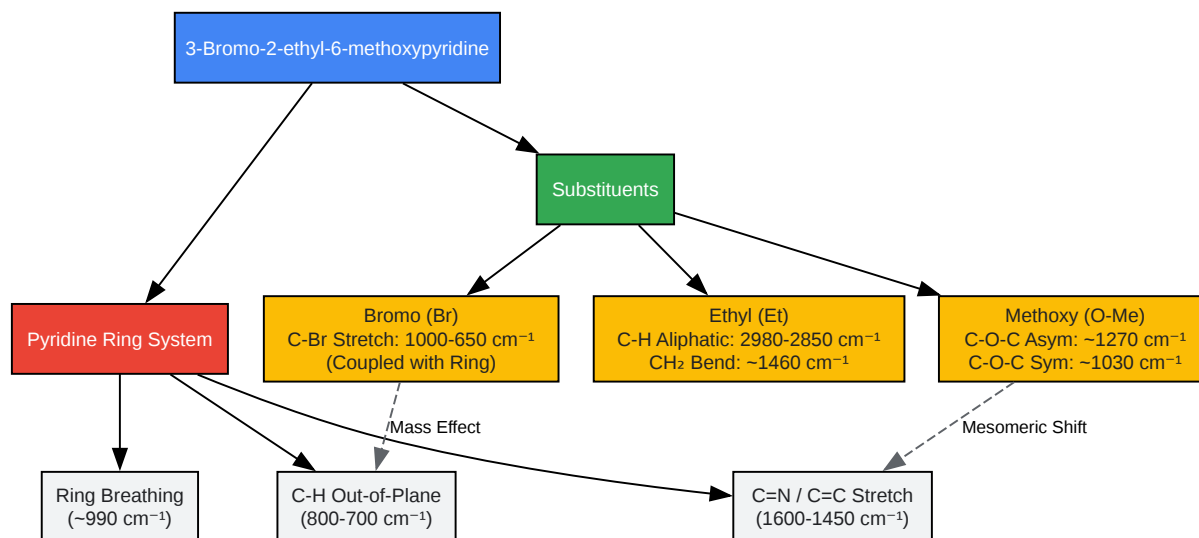 3-Bromo-2-ethyl-6-methoxypyridine
Substituents
Pyridine Ring System
Bromo (Br)
C-Br Stretch: 1000-650 cm⁻¹
(Coupled with Ring)
Ethyl (Et)
C-H Aliphatic: 2980-2850 cm⁻¹
CH₂ Bend: ~1460 cm⁻¹
Methoxy (O-Me)
C-O-C Asym: ~1270 cm⁻¹
C-O-C Sym: ~1030 cm⁻¹
Mass Effect
Mesomeric Shift
Ring Breathing
(~990 cm⁻¹)
C-H Out-of-Plane
(800-700 cm⁻¹)
C=N / C=C Stretch
(1600-1450 cm⁻¹)